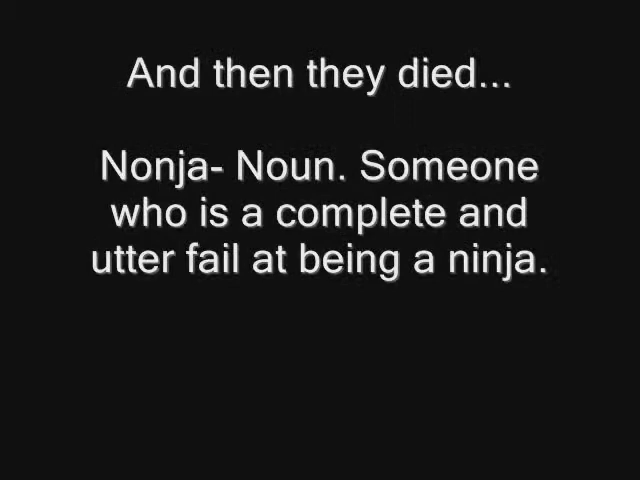 And then they died...
Nonja- Noun. Someone
who is a complete and
utter fail at being a ninja.